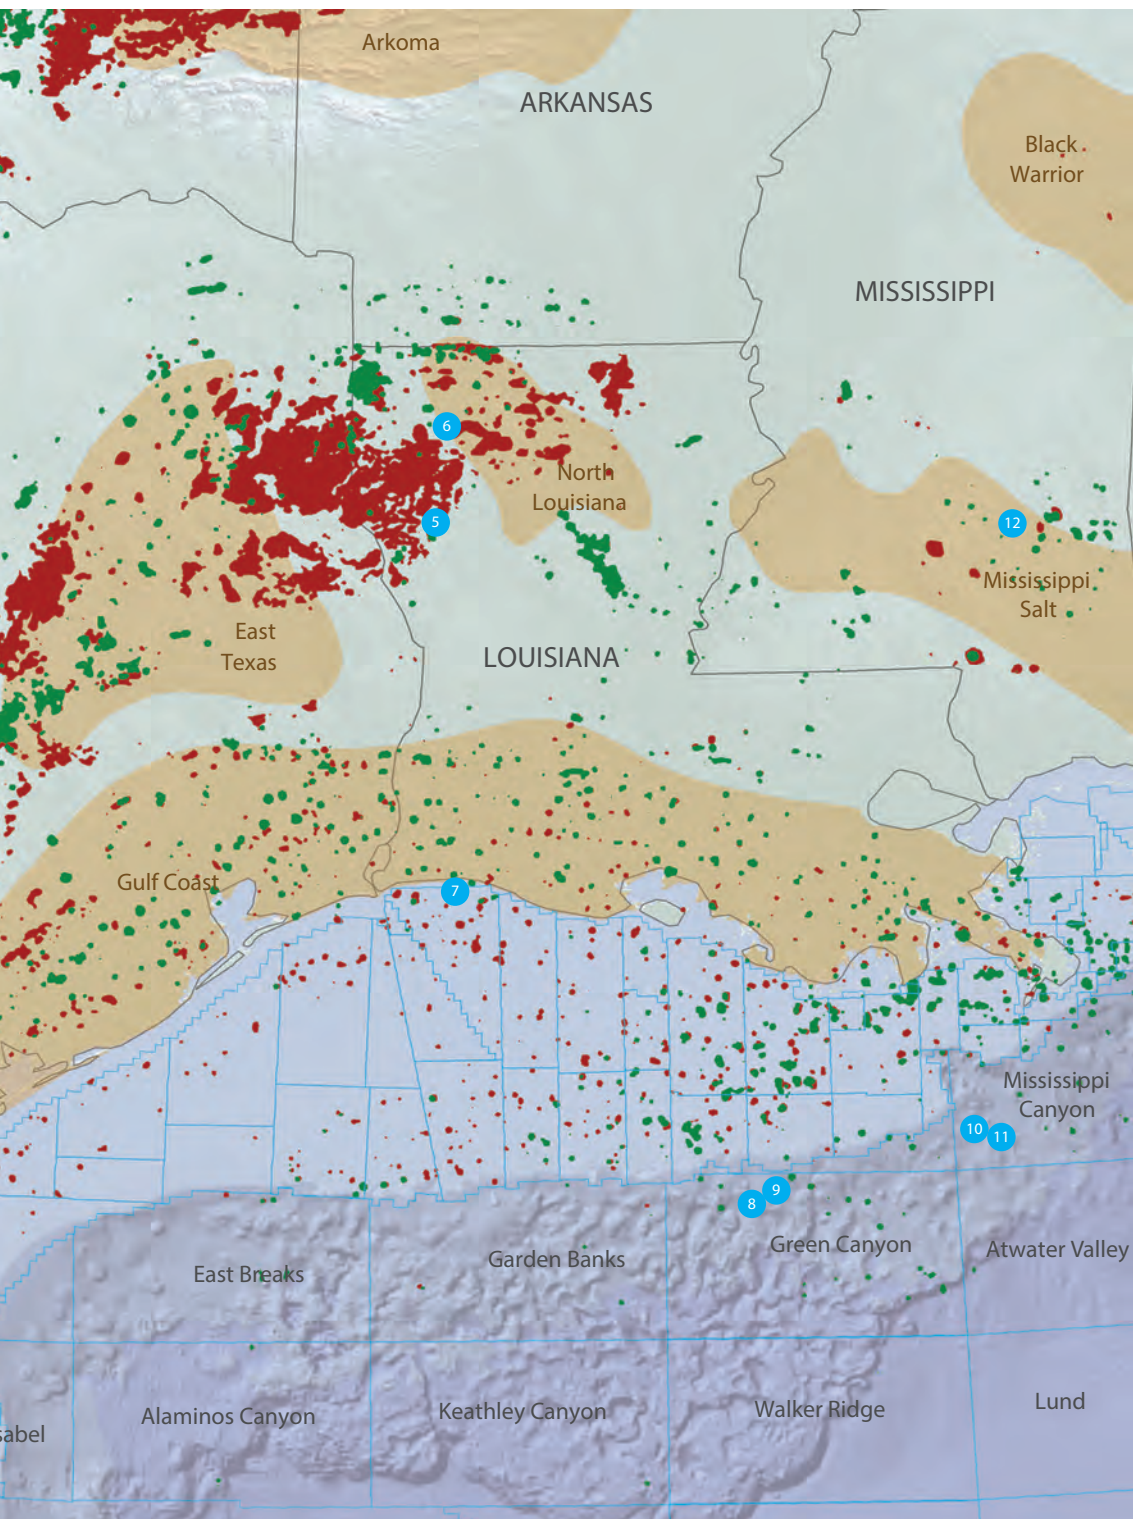 Arkoma
ARKANSAS
Black
Warrior
MISSISSIPPI
6
North
Louisiana
5
12
Mississippi
Salt
East
Texas
LOUISIANA
Gulf Coast
7
Mississippi
Canyon
10
11
9
8
Green Canyon
Atwater Valley
Garden Banks
East Breaks
Lund
Walker Ridge
Keathley Canyon
Alaminos Canyon
sabel